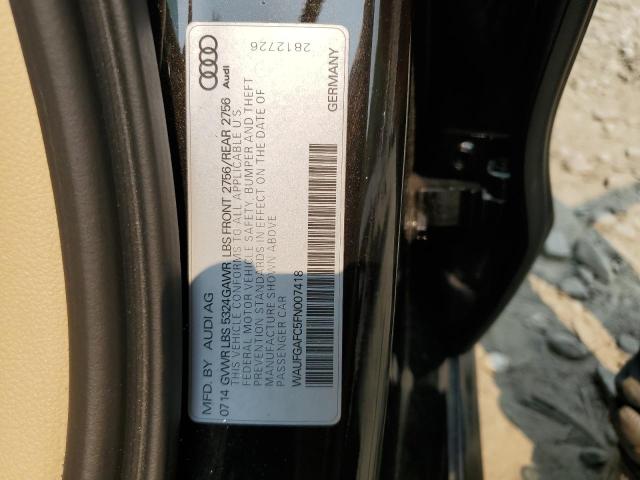 MFD. BY AUDI AG
0714 GVWR LBS 5324GAWR LBS FRONT 2756/REAR 2756
THIS VEHICLE CONFORMS TO ALL APPLICABLE U.S
FEDERAL MOTOR VEHICLE SAFETY, BUMPER AND THEFT
PREVENTION STANDARDS IN EFFECT ON THE DATE OF
MANUFACTURE SHOWN ABOVE
PASSENGER CAR
WAUFGAFC5FN007418
GERMANY
Audi
2812726